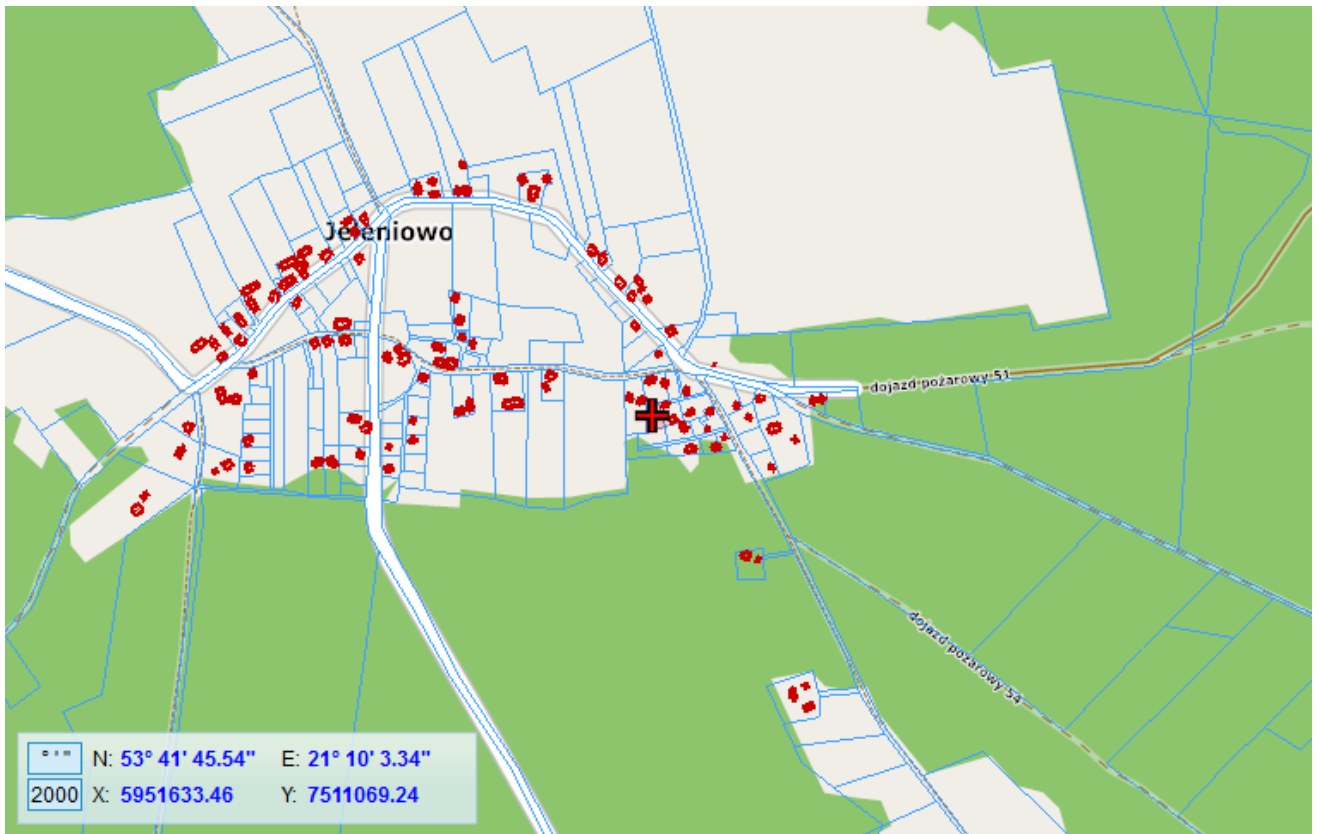 Jeleniowo
dojazd pożarowy 51
dojazd pożarowy 54
° ' " N: 53° 41' 45.54" E: 21° 10' 3.34"
2000 X: 5951633.46 Y: 7511069.24